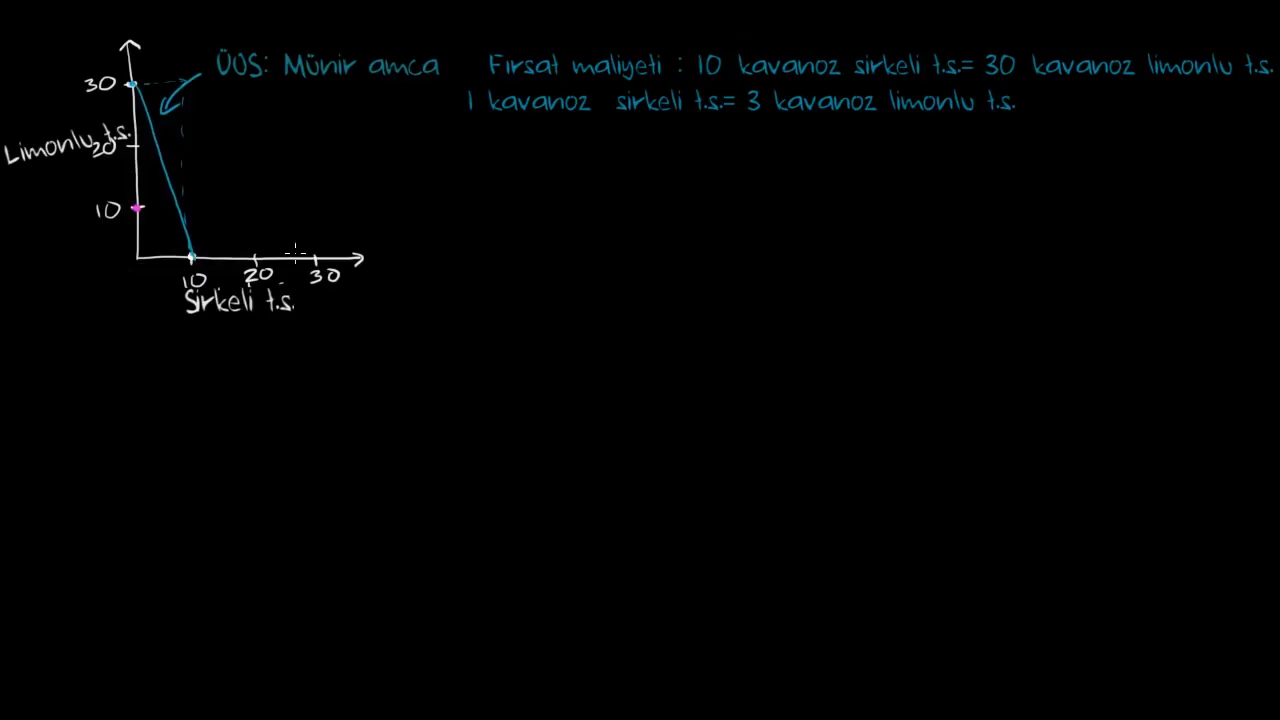 ÜOS: Münir amca Fırsat maliyeti : 10 kavanoz sirkeli t.s.= 30 kavanoz limonlu t.s.
1 kavanoz sirkeli t.s.= 3 kavanoz limonlu t.s.
30
Limonlu t.s.
20
10
10 20 30
Sirkeli t.s.